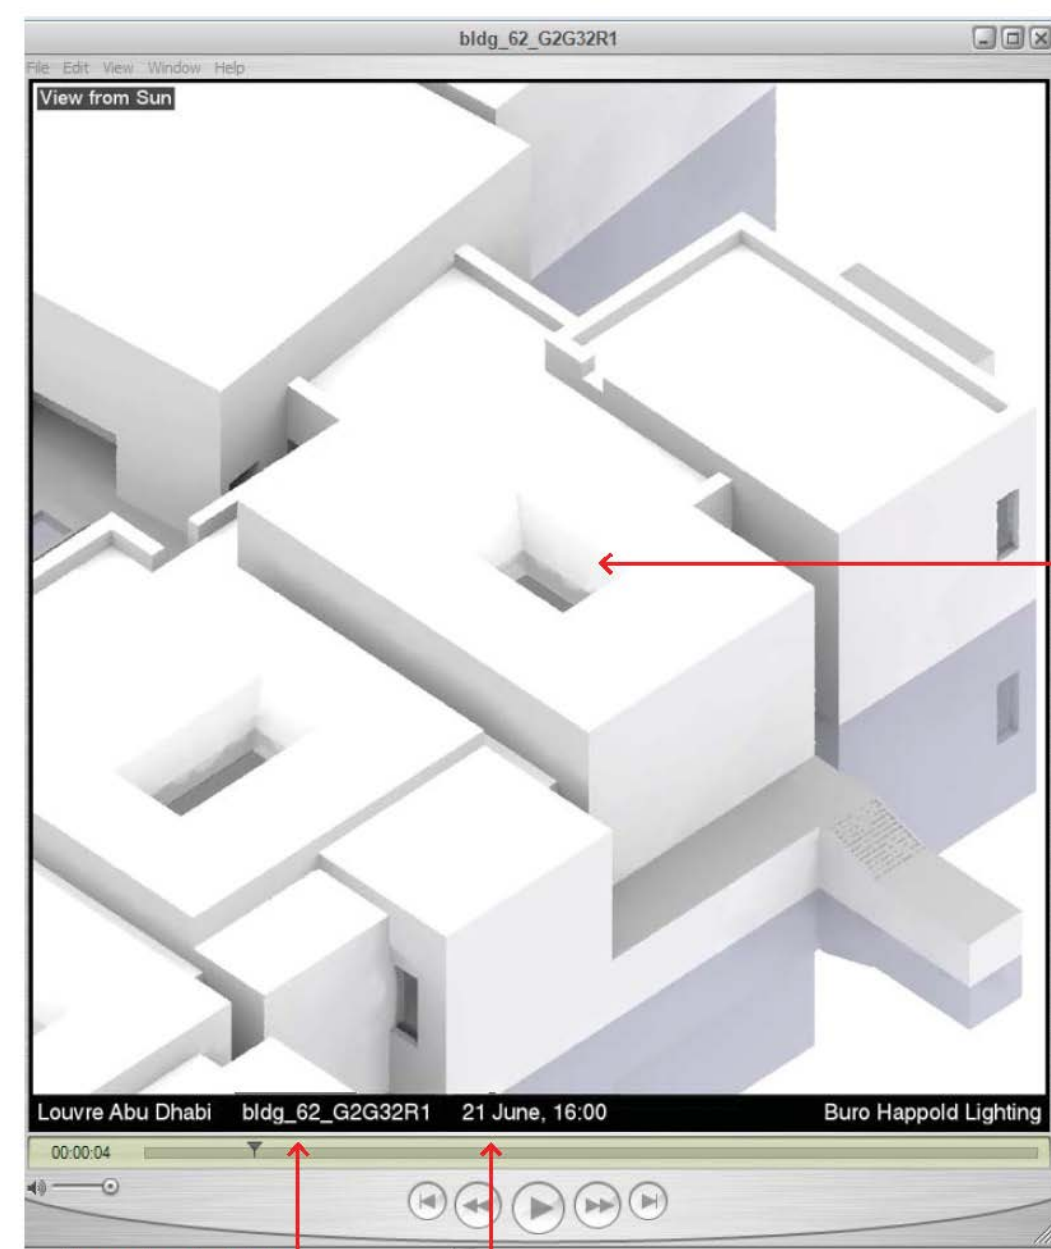 bldg_62_G2G32R1
File Edit View Window Help
View from Sun
Louvre Abu Dhabi bldg_62_G2G32R1 21 June, 16:00 Buro Happold Lighting
00:00:04